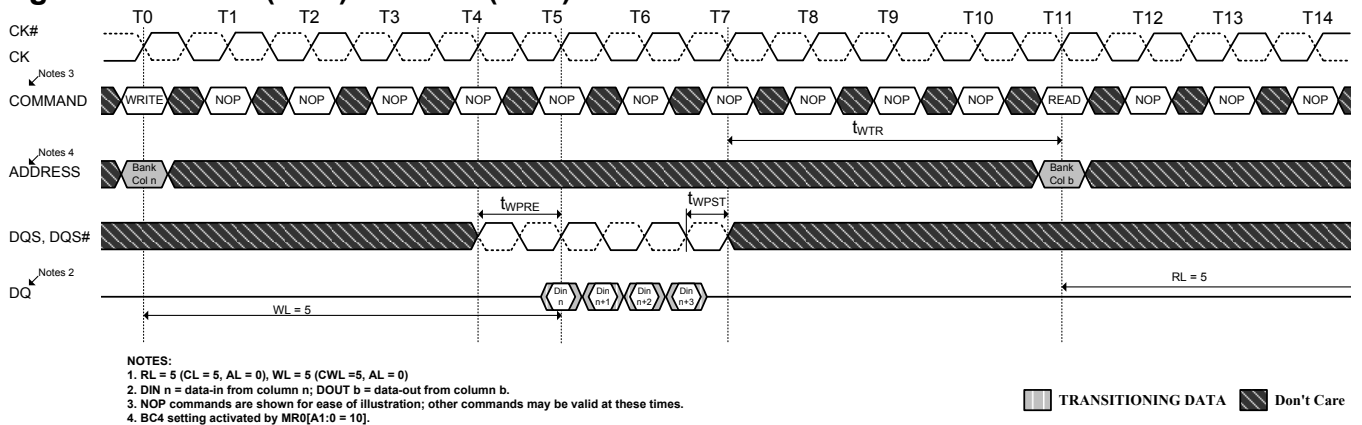 T0 T1 T2 T3 T4 T5 T6 T7 T8 T9 T10 T11 T12 T13 T14
CK#
CK
Notes 3
COMMAND WRITE NOP NOP NOP NOP NOP NOP NOP NOP NOP NOP READ NOP NOP NOP
tWTR
Notes 4
ADDRESS Bank Col n Bank Col b
tWPRE tWPST
DQS, DQS#
Notes 2
DQ Din n Din n+1 Din n+2 Din n+3 RL = 5
WL = 5
NOTES:
1. RL = 5 (CL = 5, AL = 0), WL = 5 (CWL =5, AL = 0)
2. DIN n = data-in from column n; DOUT b = data-out from column b.
3. NOP commands are shown for ease of illustration; other commands may be valid at these times.
4. BC4 setting activated by MR0[A1:0 = 10].
TRANSITIONING DATA Don't Care